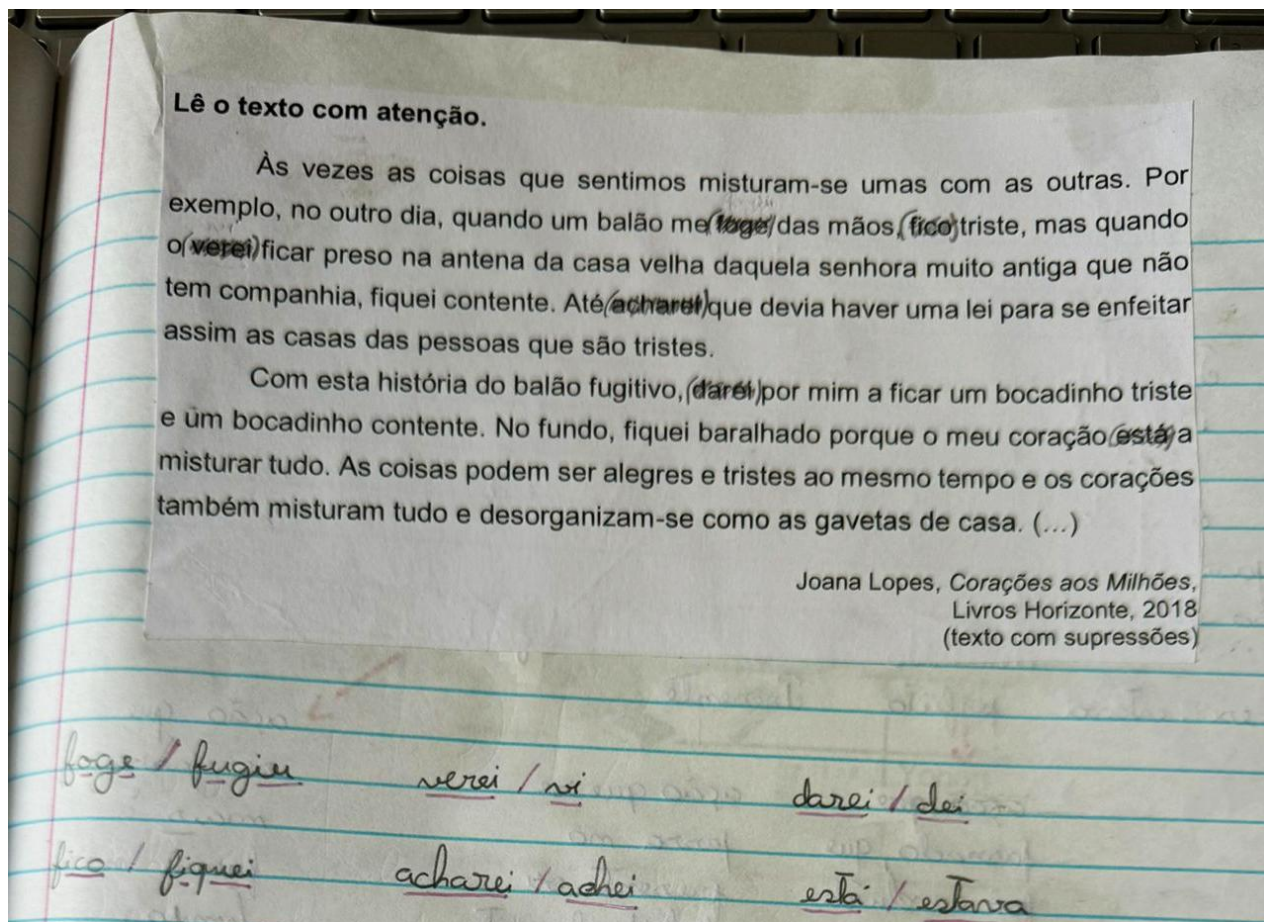 Lê o texto com atenção.
Às vezes as coisas que sentimos misturam-se umas com as outras. Por
exemplo, no outro dia, quando um balão me (foge) das mãos, (fico) triste, mas quando
o (verei) ficar preso na antena da casa velha daquela senhora muito antiga que não
tem companhia, fiquei contente. Até (acharei) que devia haver uma lei para se enfeitar
assim as casas das pessoas que são tristes.
Com esta história do balão fugitivo, (darei) por mim a ficar um bocadinho triste
e um bocadinho contente. No fundo, fiquei baralhado porque o meu coração (está) a
misturar tudo. As coisas podem ser alegres e tristes ao mesmo tempo e os corações
também misturam tudo e desorganizam-se como as gavetas de casa. (...)
Joana Lopes, Corações aos Milhões,
Livros Horizonte, 2018
(texto com supressões)
foge / fugiu verei / vi darei / dei
fico / fiquei acharei / achei está / estava